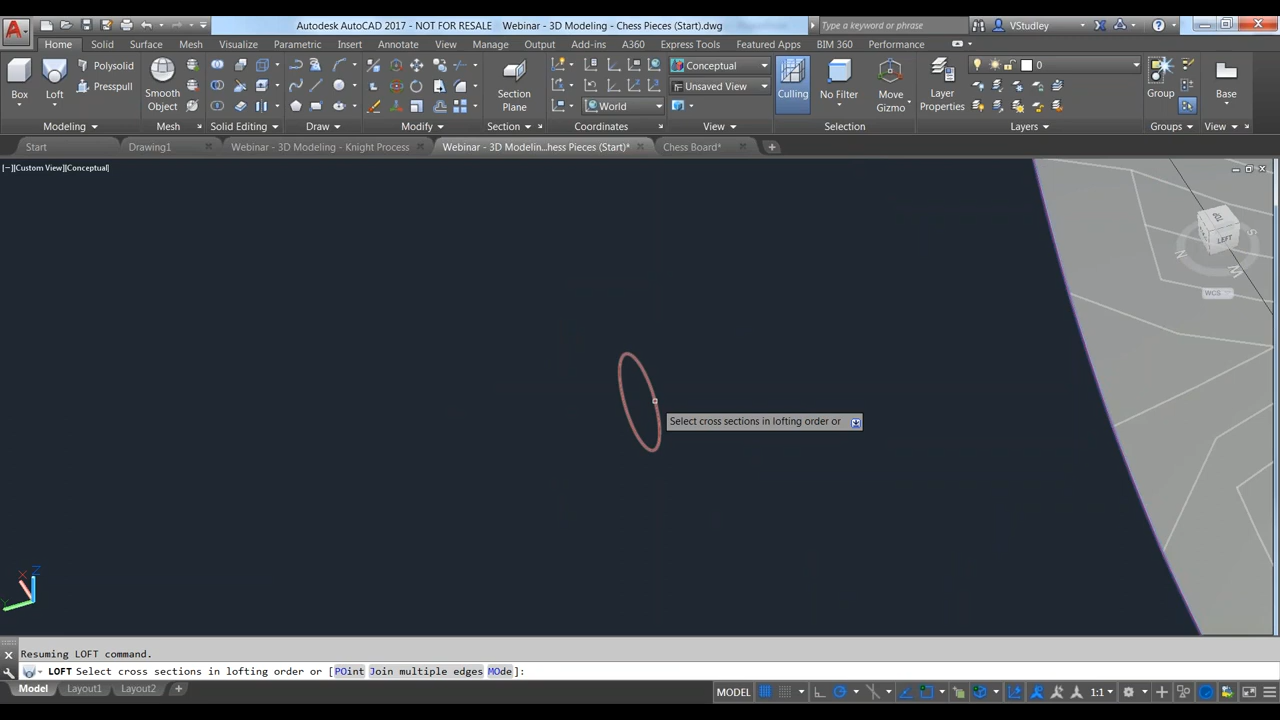 Autodesk AutoCAD 2017 - NOT FOR RESALE Webinar - 3D Modeling - Chess Pieces (Start).dwg
Type a keyword or phrase
VStudley
Home Solid Surface Mesh Visualize Parametric Insert Annotate View Manage Output Add-ins A360 Express Tools Featured Apps BIM 360 Performance
Box
Loft
Polysolid
Presspull
Smooth Object
Section Plane
World
Conceptual
Unsaved View
Culling
No Filter
Move Gizmo
Layer Properties
0
Group
Base
Modeling Mesh Solid Editing Draw Modify Section Coordinates View Selection Layers Groups View
Start Drawing1 Webinar - 3D Modeling - Knight Process Webinar - 3D Modelin...hess Pieces (Start)* Chess Board*
[−][Custom View][Conceptual]
TOP
LEFT
N
S
WCS
Select cross sections in lofting order or
X
Z
Y
Resuming LOFT command.
LOFT Select cross sections in lofting order or [POint Join multiple edges MOde]:
Model Layout1 Layout2 +
MODEL
1:1